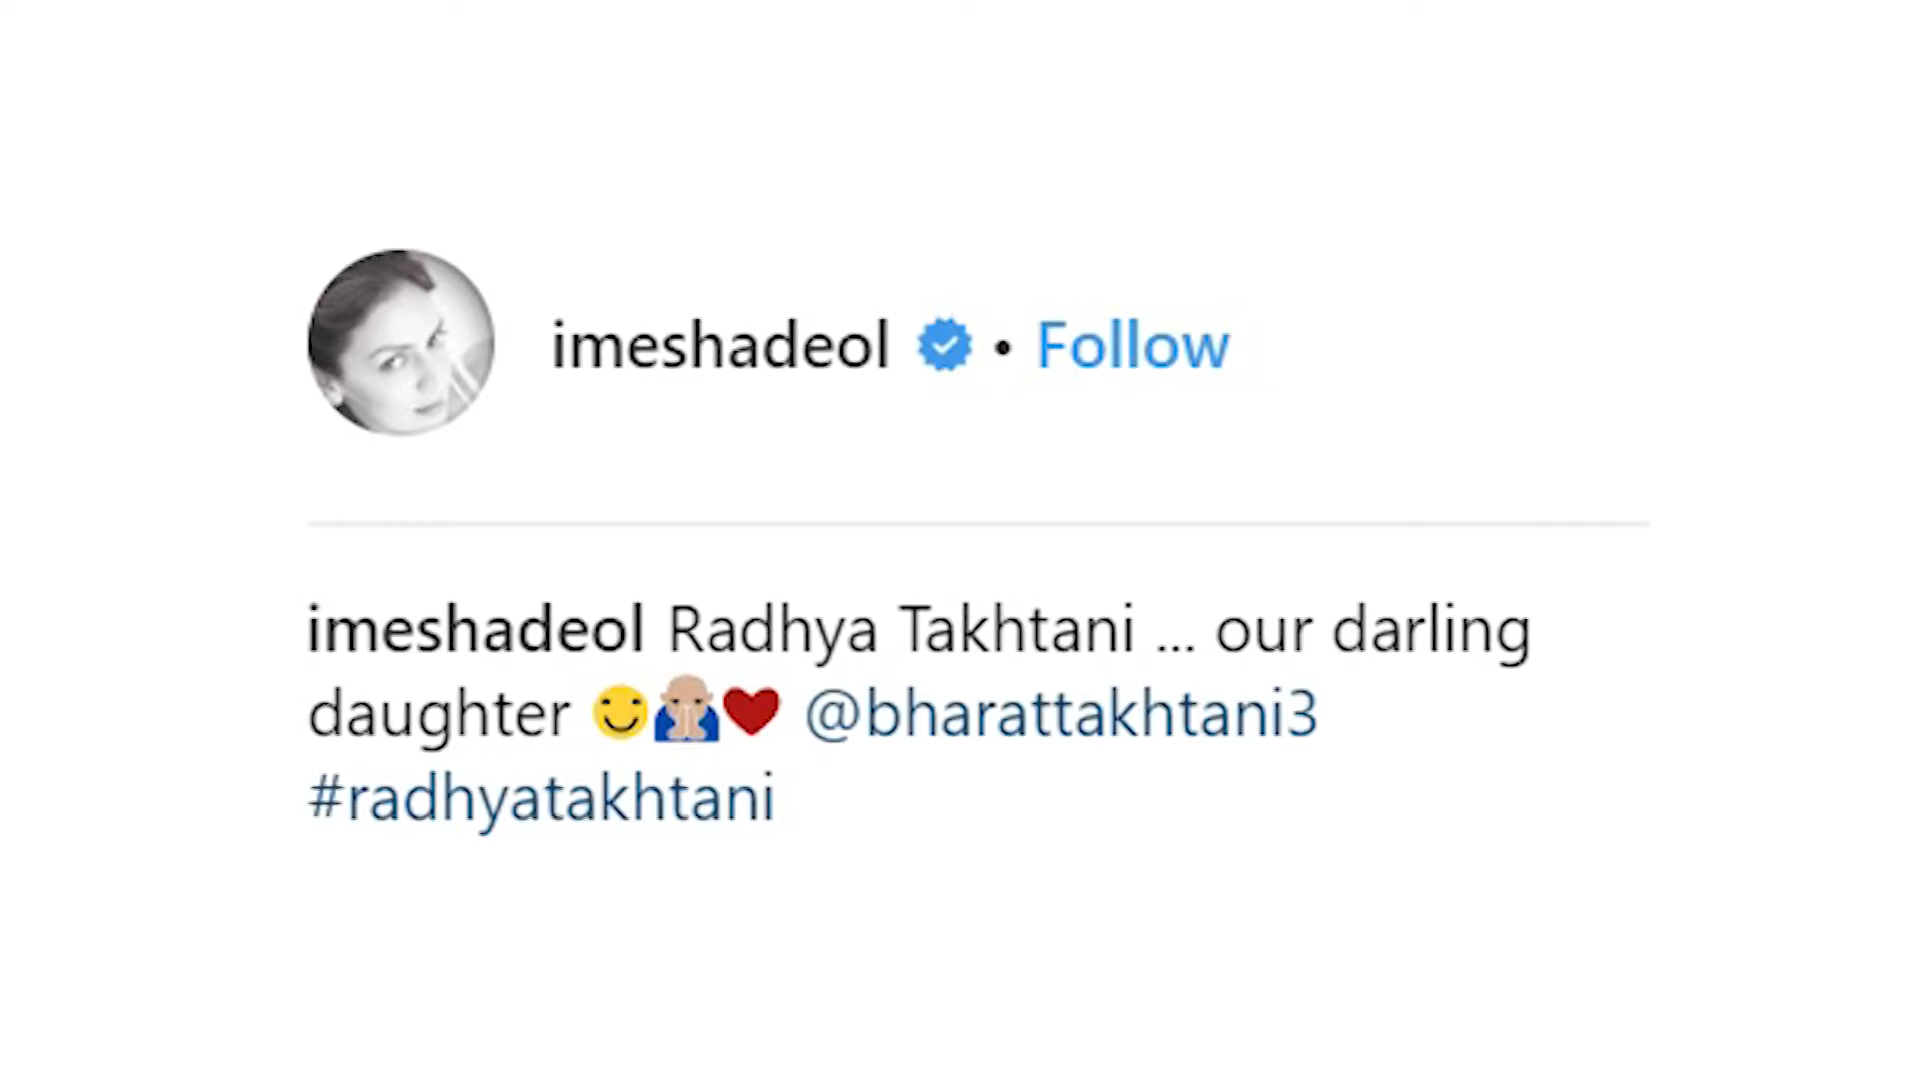 imeshadeol • Follow
imeshadeol Radhya Takhtani ... our darling
daughter 🙂🙏❤ @bharattakhtani3
#radhyatakhtani